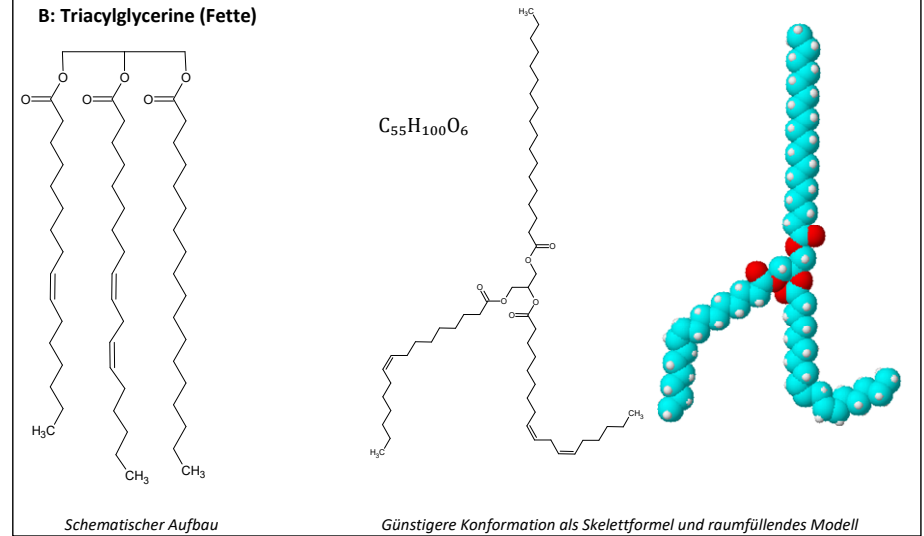 B: Triacylglycerine (Fette)
O
O
O
O
O
O
H₃C
CH₃
CH₃
Schematischer Aufbau
H₃C
C₅₅H₁₀₀O₆
O
O
O
O
O
O
H₃C
CH₃
Günstigere Konformation als Skelettformel und raumfüllendes Modell